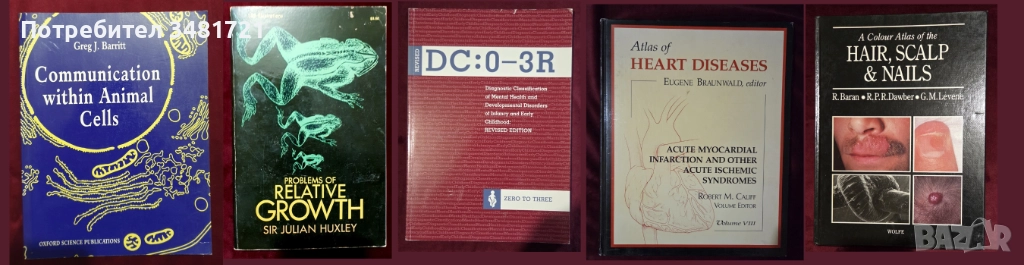 Потребител 3481721
Greg J. Barritt
Communication
within Animal
Cells
OXFORD SCIENCE PUBLICATIONS
PROBLEMS OF
RELATIVE
GROWTH
SIR JULIAN HUXLEY
REVISED
DC:0–3R
Diagnostic Classification
of Mental Health and
Developmental Disorders
of Infancy and Early
Childhood:
REVISED EDITION
ZERO TO THREE
Atlas of
HEART DISEASES
EUGENE BRAUNWALD, editor
ACUTE MYOCARDIAL
INFARCTION AND OTHER
ACUTE ISCHEMIC
SYNDROMES
ROBERT M. CALIFF
VOLUME EDITOR
Volume VIII
A Colour Atlas of the
HAIR, SCALP
& NAILS
R. Baran • R.P.R. Dawber • G.M. Levene
WOLFE
BAZAR